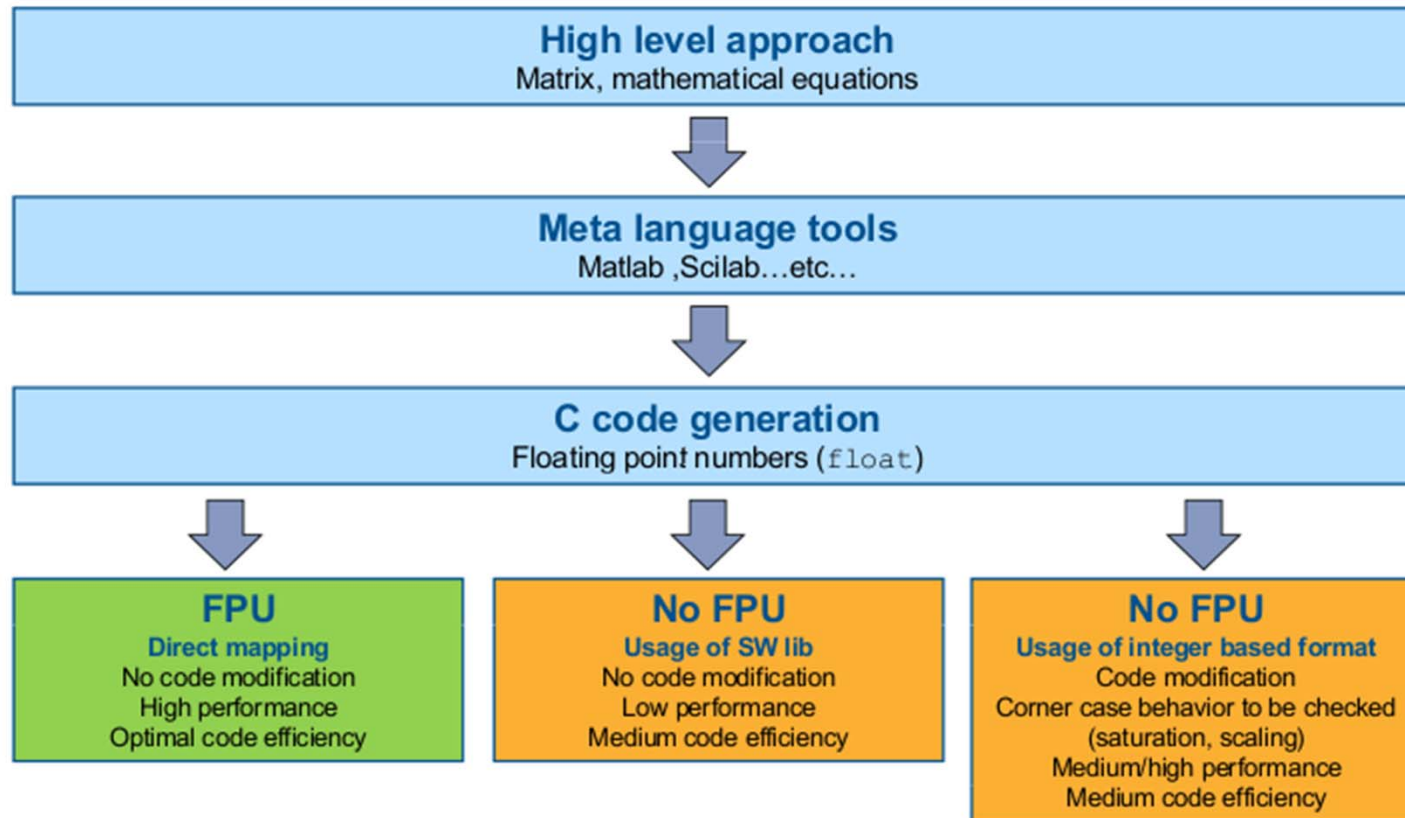 High level approach
Matrix, mathematical equations
Meta language tools
Matlab ,Scilab…etc…
C code generation
Floating point numbers (float)
FPU
Direct mapping
No code modification
High performance
Optimal code efficiency
No FPU
Usage of SW lib
No code modification
Low performance
Medium code efficiency
No FPU
Usage of integer based format
Code modification
Corner case behavior to be checked
(saturation, scaling)
Medium/high performance
Medium code efficiency